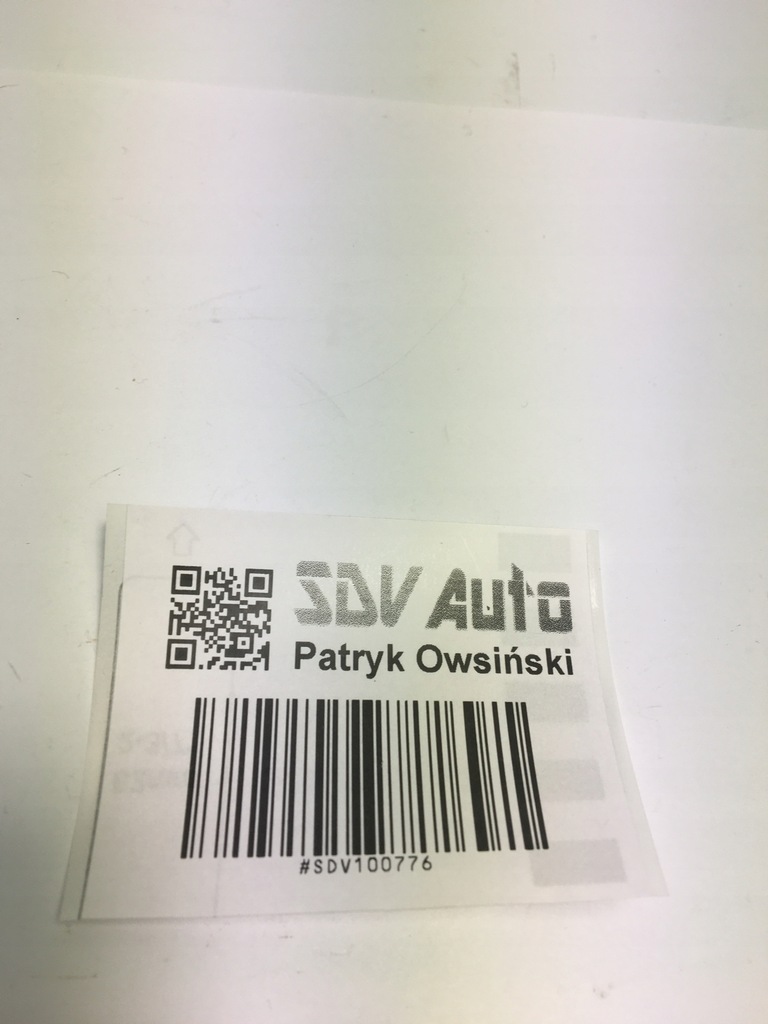 SDV Auto
Patryk Owsiński
#SDV100776